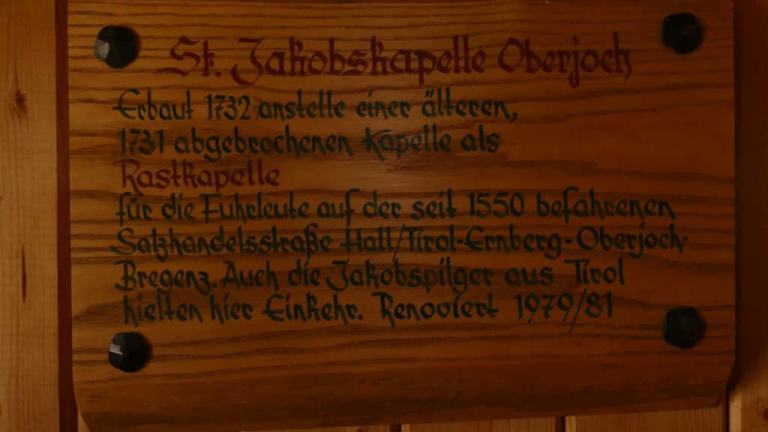 St. Jakobskapelle Oberjoch
Erbaut 1732 anstelle einer älteren,
1731 abgebrochenen Kapelle als
Rastkapelle
für die Fuhrleute auf der seit 1550 befahrenen
Salzhandelsstraße Hall/Tirol-Ernberg-Oberjoch-
Bregenz. Auch die Jakobspilger aus Tirol
hielten hier Einkehr. Renoviert 1979/81